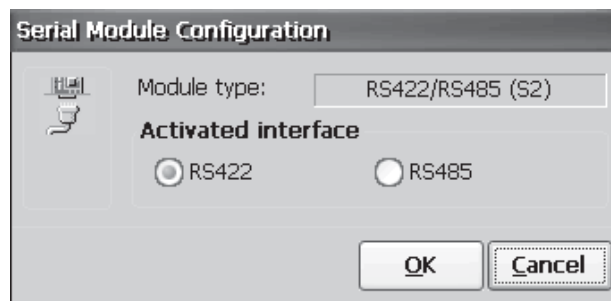 Serial Module Configuration
Module type: RS422/RS485 (S2)
Activated interface
RS422 RS485
OK Cancel